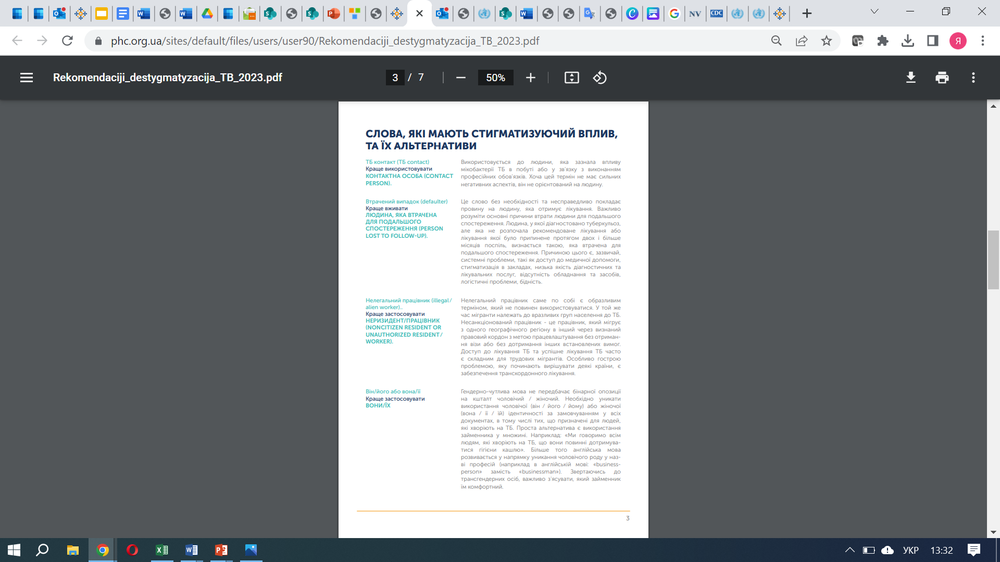 phc.org.ua/sites/default/files/users/user90/Rekomendaciji_destygmatyzacija_TB_2023.pdf
Rekomendaciji_destygmatyzacija_TB_2023.pdf
3 / 7
50%
СЛОВА, ЯКІ МАЮТЬ СТИГМАТИЗУЮЧИЙ ВПЛИВ,
ТА ЇХ АЛЬТЕРНАТИВИ
ТБ контакт (ТБ contact)
Краще використовувати
КОНТАКТНА ОСОБА (CONTACT
PERSON).
Використовується до людини, яка зазнала впливу
мікобактерії ТБ в побуті або у зв'язку з виконанням
професійних обов'язків. Хоча цей термін не має сильних
негативних аспектів, він не орієнтований на людину.
Втрачений випадок (defaulter)
Краще вживати
ЛЮДИНА, ЯКА ВТРАЧЕНА
ДЛЯ ПОДАЛЬШОГО
СПОСТЕРЕЖЕННЯ (PERSON
LOST TO FOLLOW-UP).
Це слово без необхідності та несправедливо покладає
провину на людину, яка отримує лікування. Важливо
розуміти основні причини втрати людини для подальшого
спостереження. Людина, у якої діагностовано туберкульоз,
але яка не розпочала рекомендоване лікування або
лікування якої було припинене протягом двох і більше
місяців поспіль, визнається такою, яка втрачена для
подальшого спостереження. Причиною цього є, зазвичай,
системні проблеми, такі як доступ до медичної допомоги,
стигматизація в закладах, низька якість діагностичних та
лікувальних послуг, відсутність обладнання та засобів,
логістичні проблеми, бідність.
Нелегальний працівник (illegal/
alien worker)..
Краще застосовувати
НЕРИЗИДЕНТ/ПРАЦІВНИК
(NONCITIZEN RESIDENT OR
UNAUTHORIZED RESIDENT/
WORKER).
Нелегальний працівник саме по собі є образливим
терміном, який не повинен використовуватися. У той же
час мігранти належать до вразливих груп населення до ТБ.
Несанкціонований працівник - це працівник, який мігрує
з одного географічного регіону в інший через визнаний
правовий кордон з метою працевлаштування без отриман-
ня візи або без дотримання інших встановлених вимог.
Доступ до лікування ТБ та успішне лікування ТБ часто
є складним для трудових мігрантів. Особливо гострою
проблемою, яку починають вирішувати деякі країни, є
забезпечення транскордонного лікування.
Він/його або вона/її
Краще застосовувати
ВОНИ/ЇХ
Гендерно-чутлива мова не передбачає бінарної опозиції
на кшталт чоловічий / жіночий. Необхідно уникати
використання чоловічої (він / його / йому) або жіночої
(вона / її / їй) ідентичності за замовчуванням у всіх
документах, в тому числі тих, що призначені для людей,
які хворіють на ТБ. Проста альтернатива є використання
займенника у множині. Наприклад: «Ми говоримо всім
людям, які хворіють на ТБ, що вони повинні дотримува-
тися гігієни кашлю». Більше того англійська мова
розвивається у напрямку уникання чоловічого роду у наз-
ві професій (наприклад в англійській мові: «business-
person» замість «businessman»). Звертаючись до
трансгендерних осіб, важливо з'ясувати, який займенник
їм комфортний.
3
УКР
13:32
NV
CDC
Я